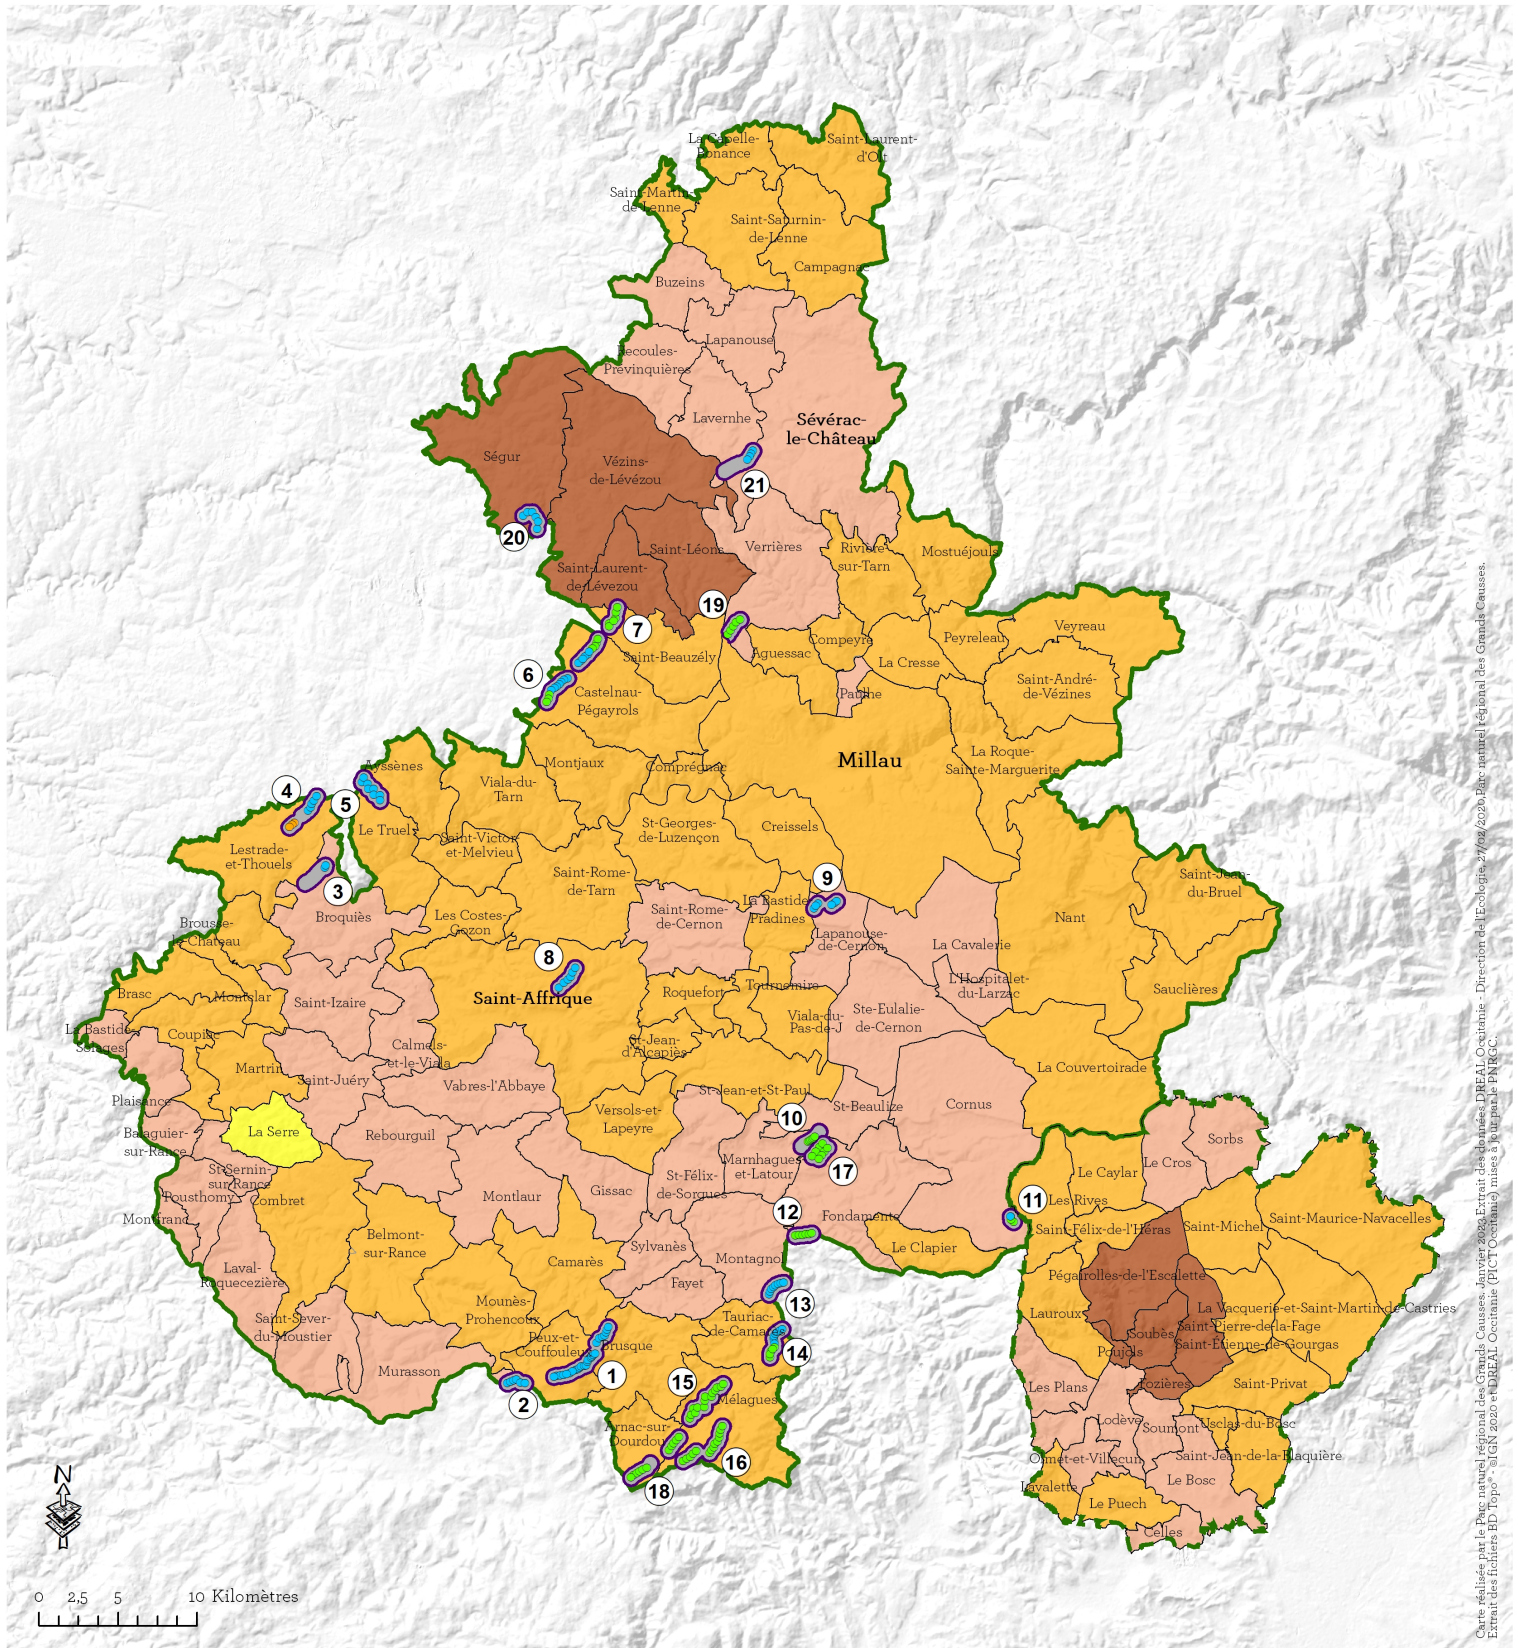 La Capelle-
Bonance
Saint-Laurent-
d'Olt
Saint-Martin-
de-Lenne
Saint-Saturnin-
de-Lenne
Campagnac
Buzeins
Lapanouse
Recoules-
Prévinquières
Lavernhe
Sévérac-
le-Château
Ségur
Vézins-
de-Lévézou
21
20
Saint-Léons
Verrières
Rivière-
sur-Tarn
Mostuéjouls
Saint-Laurent-
de-Lévezou
19
7
Veyreau
Compeyre
Peyreleau
Aguessac
Saint-Beauzély
La Cresse
6
Castelnau-
Pégayrols
Paulhe
Saint-André-
de-Vézines
Millau
La Roque-
Sainte-Marguerite
Ayssènes
Montjaux
Comprégnac
Viala-du-
Tarn
4
5
Le Truel
St-Georges-
de-Luzençon
Creissels
Saint-Victor-
et-Melvieu
Lestrade-
et-Thouels
3
Saint-Rome-
de-Tarn
9
Saint-Jean-
du-Bruel
La Bastide-
Pradines
Broquiès
Les Costes-
Gozon
Saint-Rome-
de-Cernon
Nant
Brousse-
le-Chateau
Lapanouse-
de-Cernon
La Cavalerie
8
Saint-Affrique
L'Hospitalet-
du-Larzac
Sauclières
Brasc
Montclar
Saint-Izaire
Roquefort
Tournemire
La Bastide-
Solages
Coupiac
Viala-du-
Pas-de-J
Ste-Eulalie-
de-Cernon
Calmels-
et-le-Viala
St-Jean-
d'Alcapiès
Martrin
Saint-Juéry
Vabres-l'Abbaye
St-Jean-et-St-Paul
La Couvertoirade
Plaisance
St-Beaulize
Cornus
Versols-et-
Lapeyre
10
Balaguier-
sur-Rance
La Serre
Rebourguil
Sorbs
Marnhagues-
et-Latour
17
Le Cros
St-Sernin-
sur-Rance
Le Caylar
St-Félix-
de-Sorgues
Pousthomy
Combret
Montlaur
Gissac
11
Les Rives
Montfranc
12
Fondamente
Saint-Félix-de-l'Héras
Saint-Michel
Saint-Maurice-Navacelles
Belmont-
sur-Rance
Sylvanès
Montagnol
Le Clapier
Camarès
Laval-
Roquecezière
Fayet
Pégairolles-de-l'Escalette
13
Mounès-
Prohencoux
Lauroux
La Vacquerie-et-Saint-Martin-de-Castries
Saint-Sever-
du-Moustier
Tauriac-
de-Camarès
Saint-Pierre-de-la-Fage
Soubès
Saint-Étienne-de-Gourgas
Peux-et-
Couffouleux
Brusque
14
Poujols
Murasson
1
2
15
Mélagues
Les Plans
Fozières
Saint-Privat
Arnac-sur-
Dourdou
16
18
Lodève
Soumont
Usclas-du-Bosc
Olmet-et-Villecun
Saint-Jean-de-la-Blaquière
Lavalette
Le Bosc
Le Puech
Celles
N
0 2,5 5 10 Kilomètres
Carte réalisée par le Parc naturel régional des Grands Causses. Janvier 2023.Extrait des données DREAL Occitanie - Direction de l'Ecologie, 27/02/2020,Parc naturel régional des Grands Causses.
Extrait des fichiers BD Topo® - ©IGN 2020 et DREAL Occitanie (PICTOccitanie) mises à jour par le PNRGC.